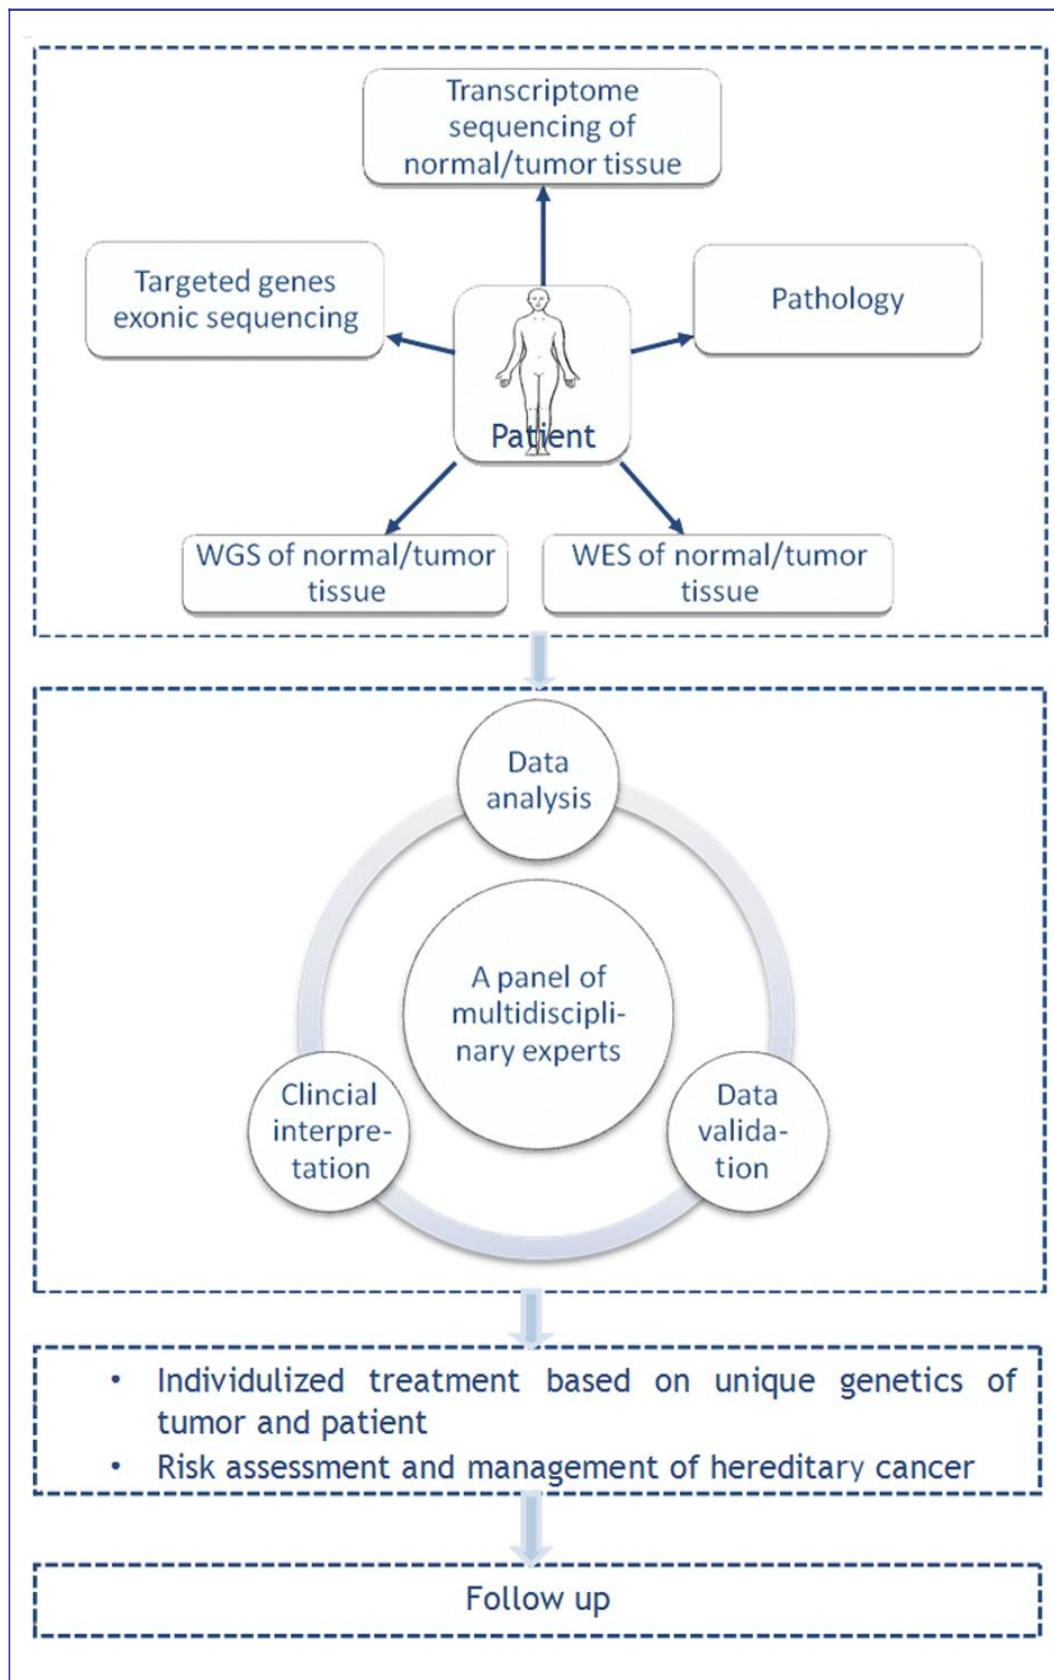 Transcriptome
sequencing of
normal/tumor tissue
Targeted genes
exonic sequencing
Pathology
Patient
WGS of normal/tumor
tissue
WES of normal/tumor
tissue
Data
analysis
A panel of
multidiscipli-
nary experts
Clincial
interpre-
tation
Data
valida-
tion
• Individulized treatment based on unique genetics of
tumor and patient
• Risk assessment and management of hereditary cancer
Follow up